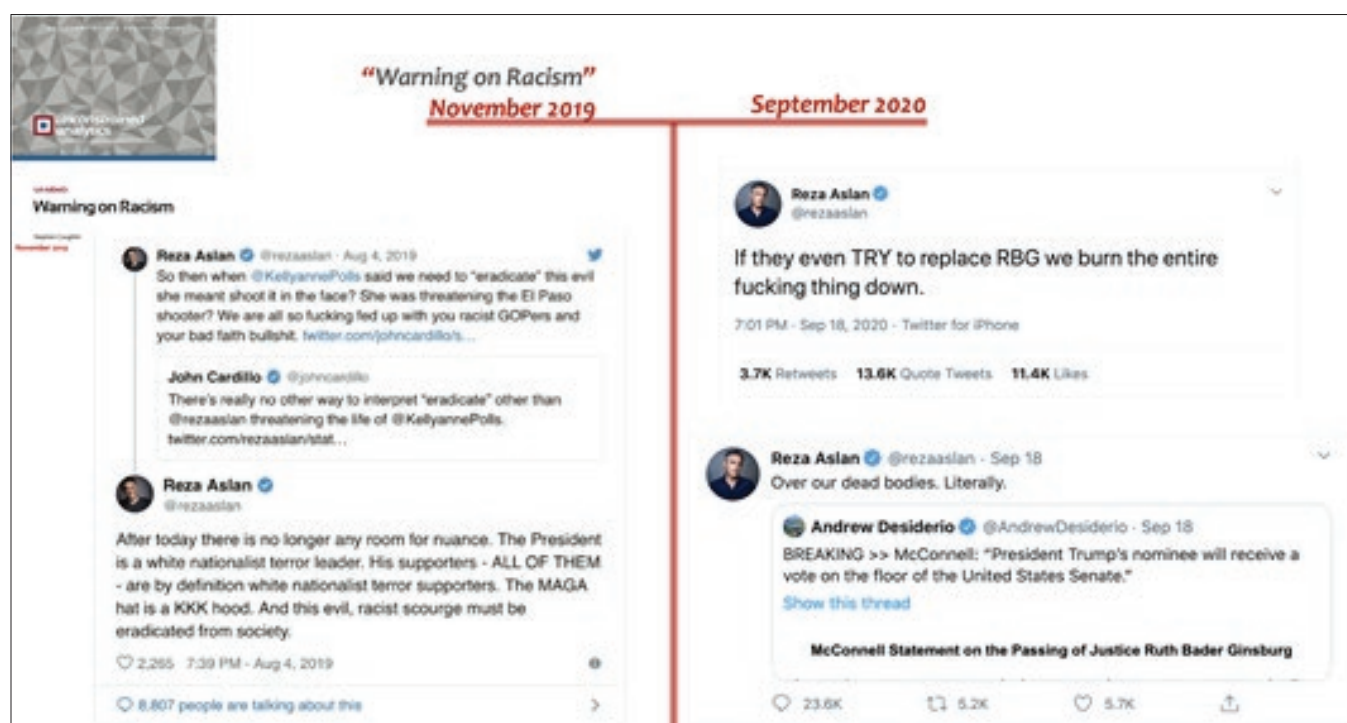 unconstrained
analytics
"Warning on Racism"
November 2019
Warning on Racism
November 2019
Reza Aslan @rezaaslan · Aug 4, 2019
So then when @KellyannePolls said we need to "eradicate" this evil
she meant shoot it in the face? She was threatening the El Paso
shooter? We are all so fucking fed up with you racist GOPers and
your bad faith bullshit. twitter.com/johncardillo/s…
John Cardillo @johncardillo
There's really no other way to interpret "eradicate" other than
@rezaaslan threatening the life of @KellyannePolls.
twitter.com/rezaaslan/stat…
Reza Aslan
@rezaaslan
After today there is no longer any room for nuance. The President
is a white nationalist terror leader. His supporters - ALL OF THEM
- are by definition white nationalist terror supporters. The MAGA
hat is a KKK hood. And this evil, racist scourge must be
eradicated from society.
2,265 7:39 PM - Aug 4, 2019
8,807 people are talking about this
September 2020
Reza Aslan
@rezaaslan
If they even TRY to replace RBG we burn the entire
fucking thing down.
7:01 PM · Sep 18, 2020 · Twitter for iPhone
3.7K Retweets 13.6K Quote Tweets 11.4K Likes
Reza Aslan @rezaaslan · Sep 18
Over our dead bodies. Literally.
Andrew Desiderio @AndrewDesiderio · Sep 18
BREAKING >> McConnell: "President Trump's nominee will receive a
vote on the floor of the United States Senate."
Show this thread
McConnell Statement on the Passing of Justice Ruth Bader Ginsburg
23.6K 5.2K 5.7K